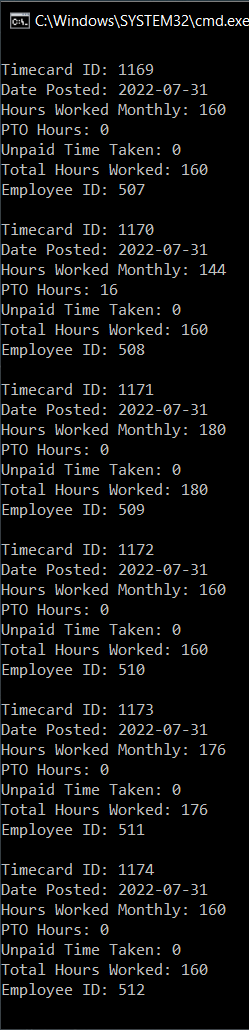 C:\Windows\SYSTEM32\cmd.exe
Timecard ID: 1169
Date Posted: 2022-07-31
Hours Worked Monthly: 160
PTO Hours: 0
Unpaid Time Taken: 0
Total Hours Worked: 160
Employee ID: 507
Timecard ID: 1170
Date Posted: 2022-07-31
Hours Worked Monthly: 144
PTO Hours: 16
Unpaid Time Taken: 0
Total Hours Worked: 160
Employee ID: 508
Timecard ID: 1171
Date Posted: 2022-07-31
Hours Worked Monthly: 180
PTO Hours: 0
Unpaid Time Taken: 0
Total Hours Worked: 180
Employee ID: 509
Timecard ID: 1172
Date Posted: 2022-07-31
Hours Worked Monthly: 160
PTO Hours: 0
Unpaid Time Taken: 0
Total Hours Worked: 160
Employee ID: 510
Timecard ID: 1173
Date Posted: 2022-07-31
Hours Worked Monthly: 176
PTO Hours: 0
Unpaid Time Taken: 0
Total Hours Worked: 176
Employee ID: 511
Timecard ID: 1174
Date Posted: 2022-07-31
Hours Worked Monthly: 160
PTO Hours: 0
Unpaid Time Taken: 0
Total Hours Worked: 160
Employee ID: 512